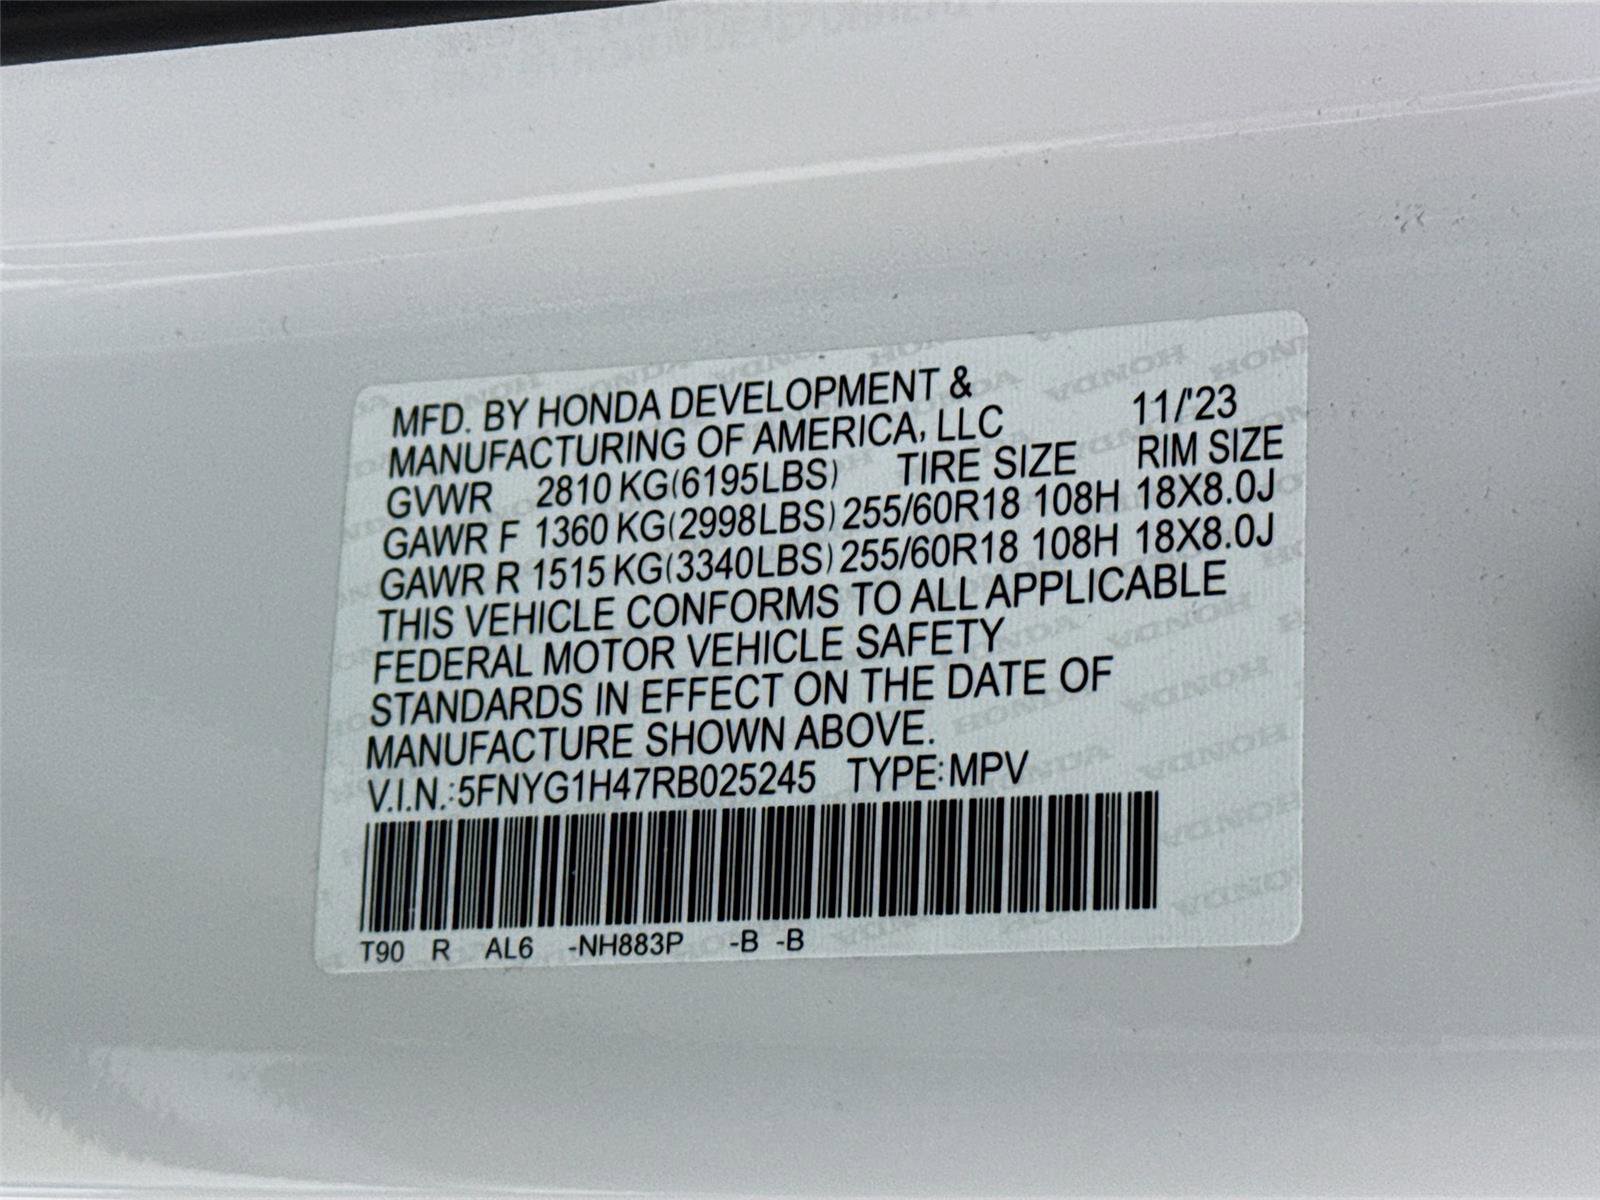 MFD. BY HONDA DEVELOPMENT &
MANUFACTURING OF AMERICA, LLC 11/'23
GVWR 2810 KG(6195LBS) TIRE SIZE RIM SIZE
GAWR F 1360 KG(2998LBS) 255/60R18 108H 18X8.0J
GAWR R 1515 KG(3340LBS) 255/60R18 108H 18X8.0J
THIS VEHICLE CONFORMS TO ALL APPLICABLE
FEDERAL MOTOR VEHICLE SAFETY
STANDARDS IN EFFECT ON THE DATE OF
MANUFACTURE SHOWN ABOVE.
V.I.N.:5FNYG1H47RB025245 TYPE:MPV
T90 R AL6 -NH883P -B -B